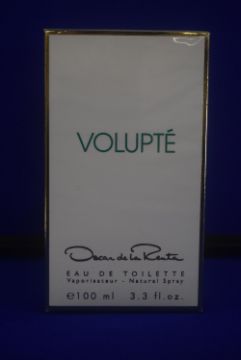 VOLUPTÉ
Oscar de la Renta
EAU DE TOILETTE
Vaporisateur - Natural Spray
℮100 ml 3.3 fl.oz.